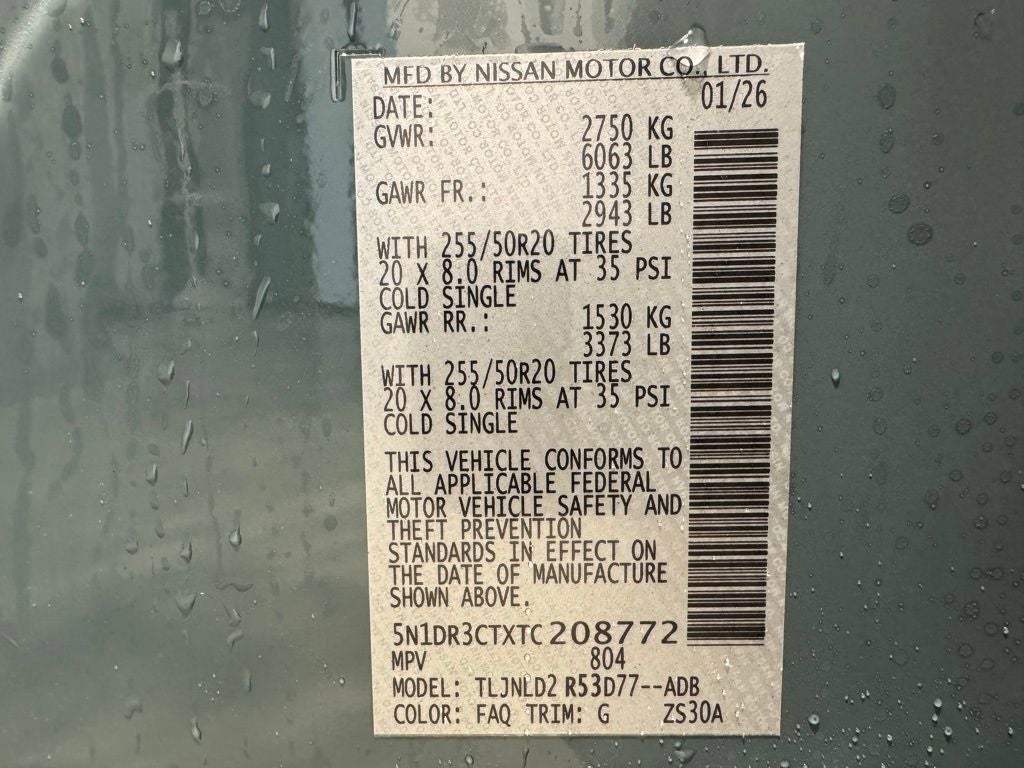 MFD BY NISSAN MOTOR CO., LTD.
DATE: 01/26
GVWR: 2750 KG
6063 LB
GAWR FR.: 1335 KG
2943 LB
WITH 255/50R20 TIRES
20 X 8.0 RIMS AT 35 PSI
COLD SINGLE
GAWR RR.: 1530 KG
3373 LB
WITH 255/50R20 TIRES
20 X 8.0 RIMS AT 35 PSI
COLD SINGLE
THIS VEHICLE CONFORMS TO
ALL APPLICABLE FEDERAL
MOTOR VEHICLE SAFETY AND
THEFT PREVENTION
STANDARDS IN EFFECT ON
THE DATE OF MANUFACTURE
SHOWN ABOVE.
5N1DR3CTXTC208772
MPV 804
MODEL: TLJNLD2 R53D77--ADB
COLOR: FAQ TRIM: G ZS30A